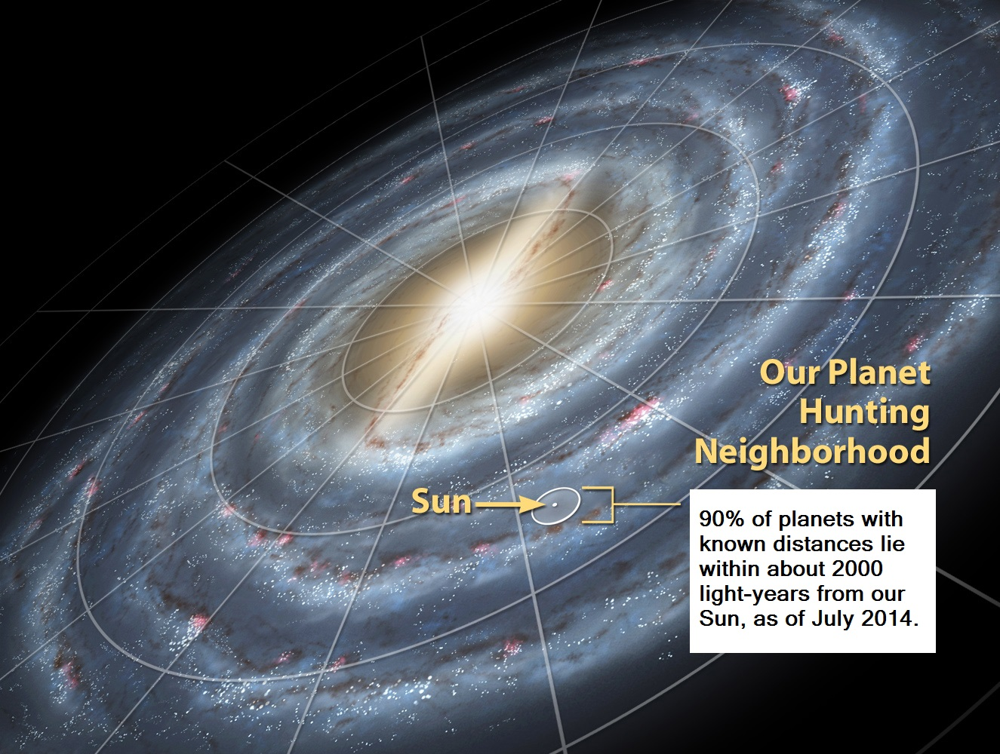 Our Planet
Hunting
Neighborhood
Sun
90% of planets with
known distances lie
within about 2000
light-years from our
Sun, as of July 2014.